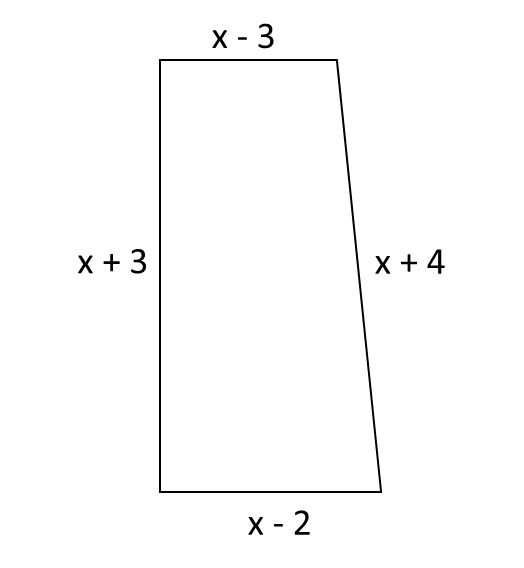 x - 3
x + 3
x + 4
x - 2